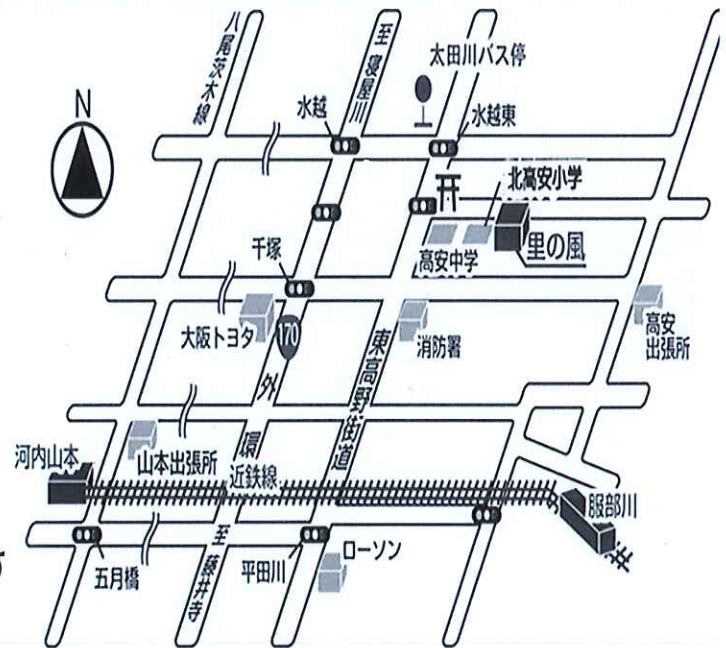 八尾茨木線
至寝屋川
太田川バス停
N
水越
水越東
北高安小学
里の風
高安中学
千塚
大阪トヨタ
170
消防署
高安
出張所
東高野街道
外環
河内山本
山本出張所
近鉄線
服部川
五月橋
至藤井寺
平田川
ローソン
す